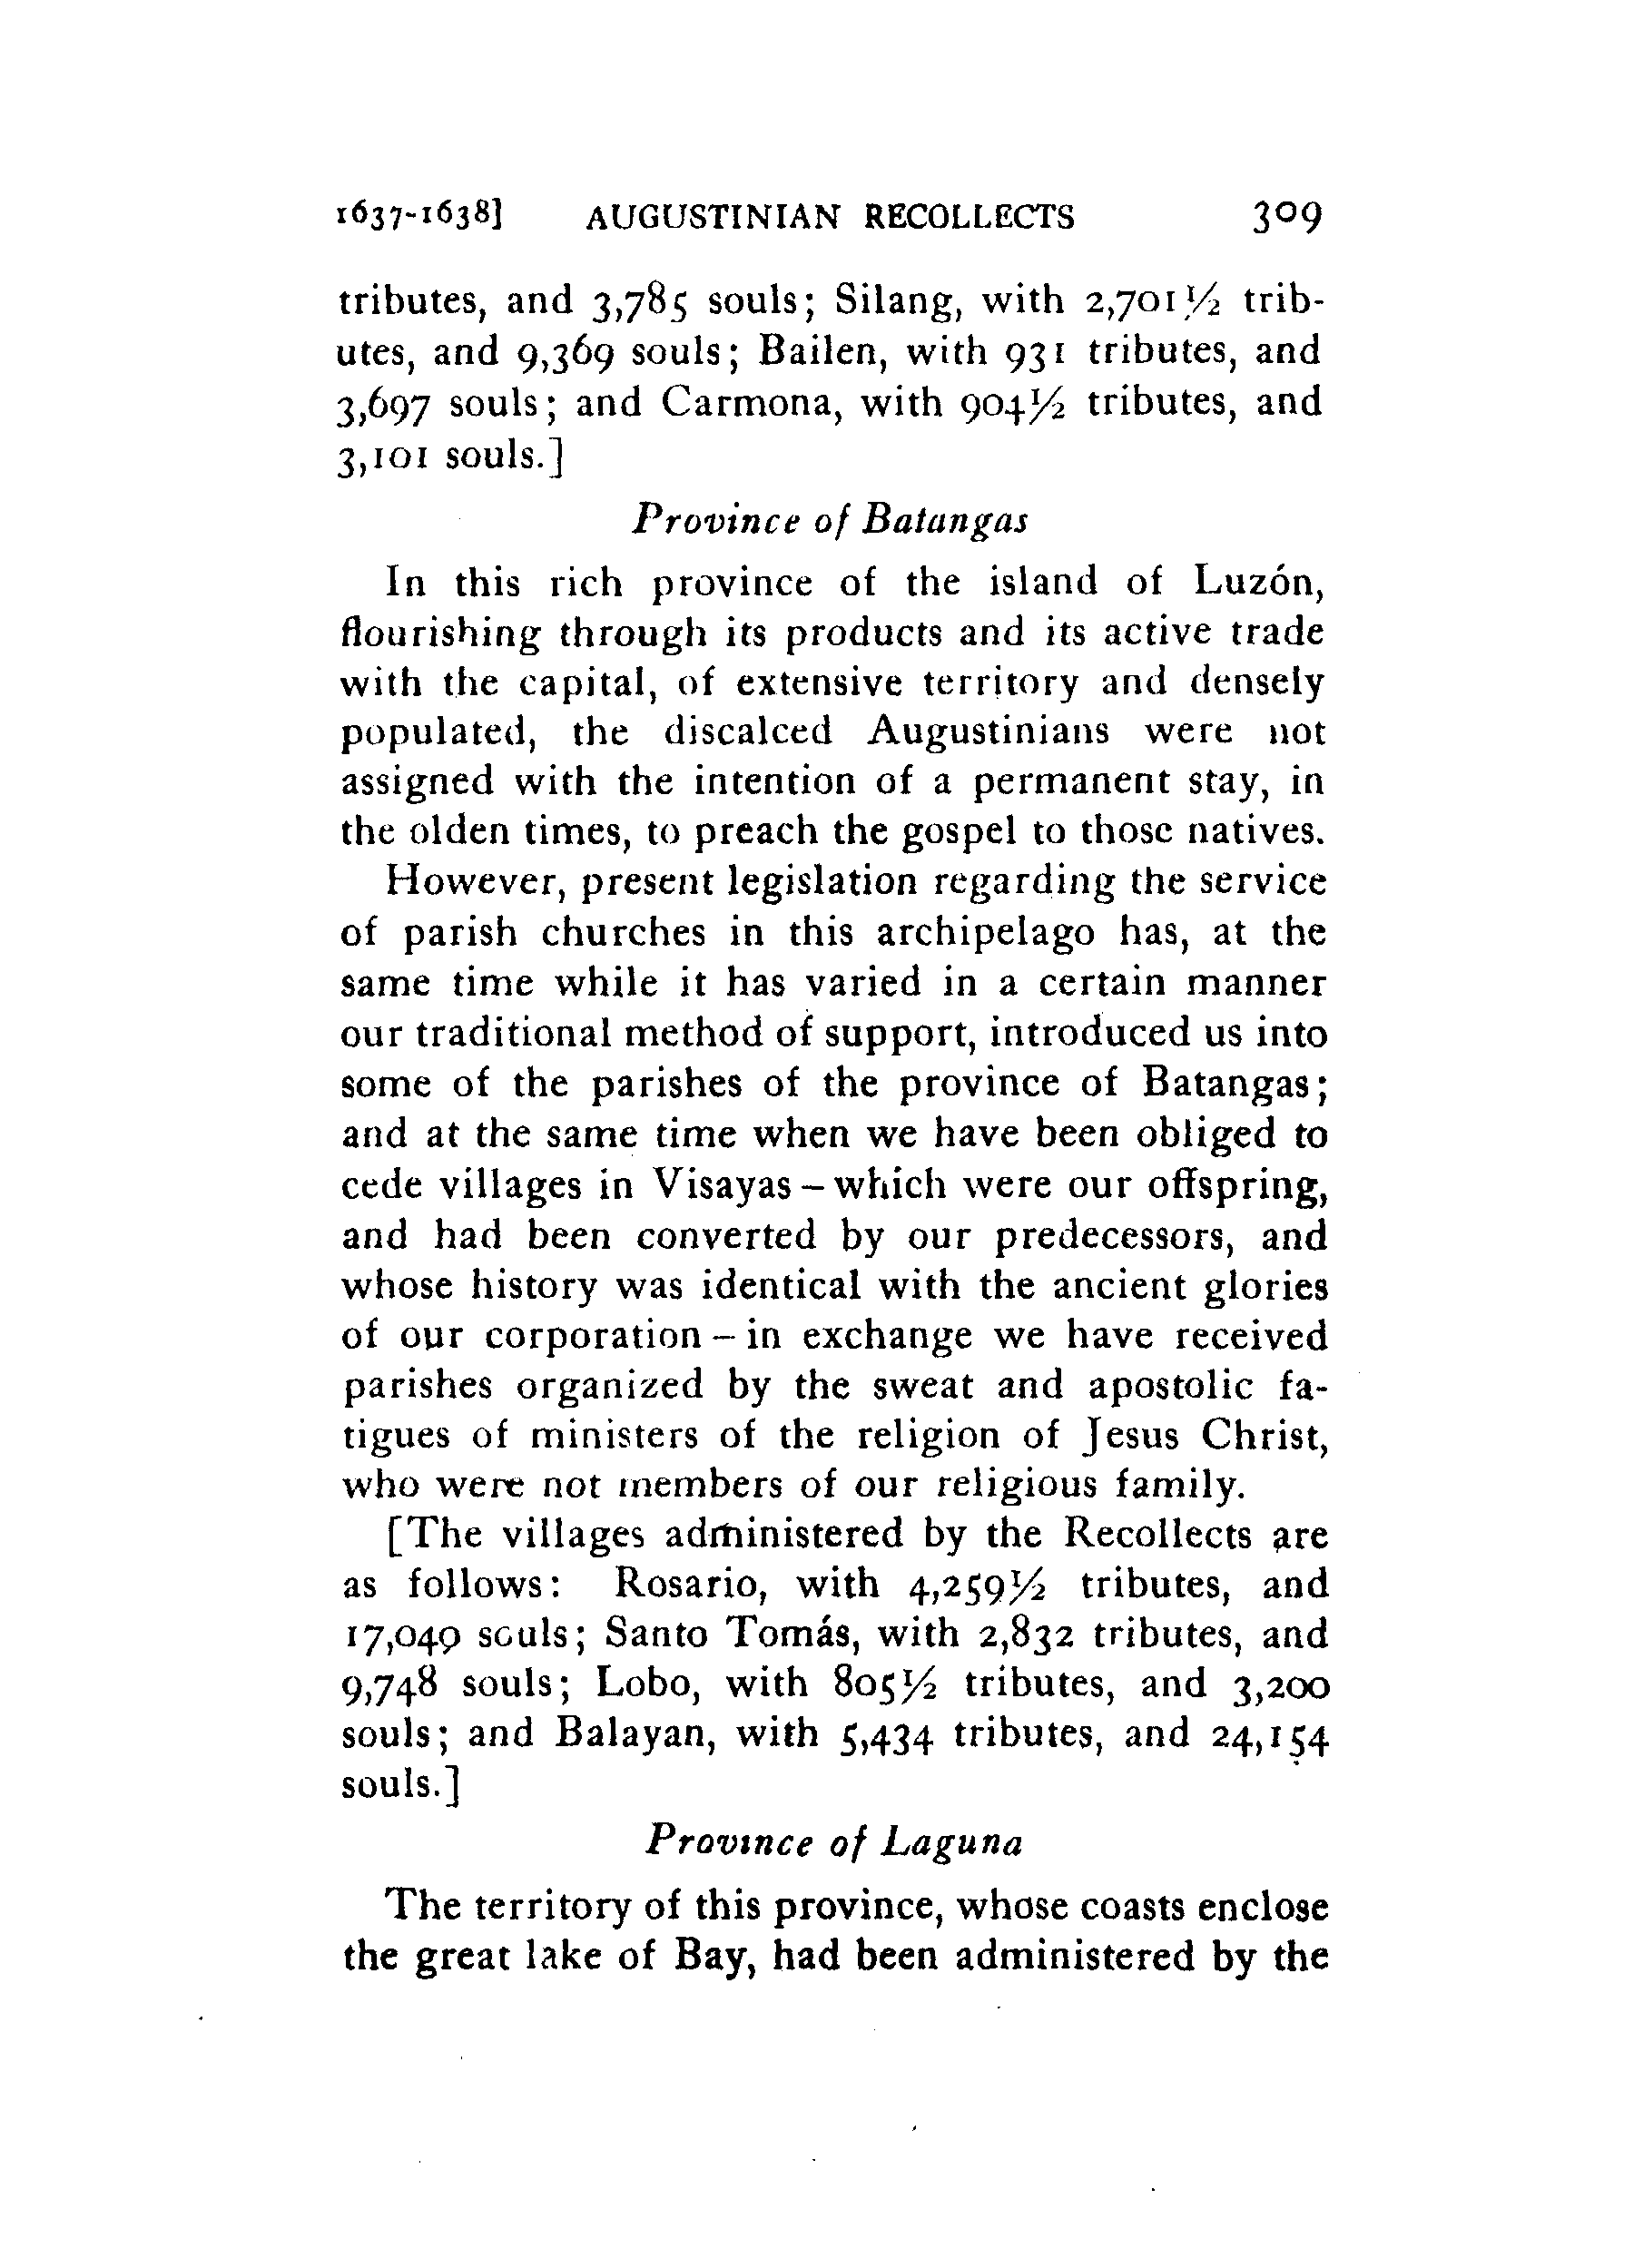 1637-1638] AUGUSTINIAN RECOLLECTS 309
tributes, and 3,785 souls; Silang, with 2,701½ trib-
utes, and 9,369 souls; Bailen, with 931 tributes, and
3,697 souls; and Carmona, with 904½ tributes, and
3,101 souls.]
Province of Batangas
In this rich province of the island of Luzón,
flourishing through its products and its active trade
with the capital, of extensive territory and densely
populated, the discalced Augustinians were not
assigned with the intention of a permanent stay, in
the olden times, to preach the gospel to those natives.
However, present legislation regarding the service
of parish churches in this archipelago has, at the
same time while it has varied in a certain manner
our traditional method of support, introduced us into
some of the parishes of the province of Batangas;
and at the same time when we have been obliged to
cede villages in Visayas – which were our offspring,
and had been converted by our predecessors, and
whose history was identical with the ancient glories
of our corporation – in exchange we have received
parishes organized by the sweat and apostolic fa-
tigues of ministers of the religion of Jesus Christ,
who were not members of our religious family.
[The villages administered by the Recollects are
as follows: Rosario, with 4,259½ tributes, and
17,049 souls; Santo Tomás, with 2,832 tributes, and
9,748 souls; Lobo, with 805½ tributes, and 3,200
souls; and Balayan, with 5,434 tributes, and 24,154
souls.]
Province of Laguna
The territory of this province, whose coasts enclose
the great lake of Bay, had been administered by the